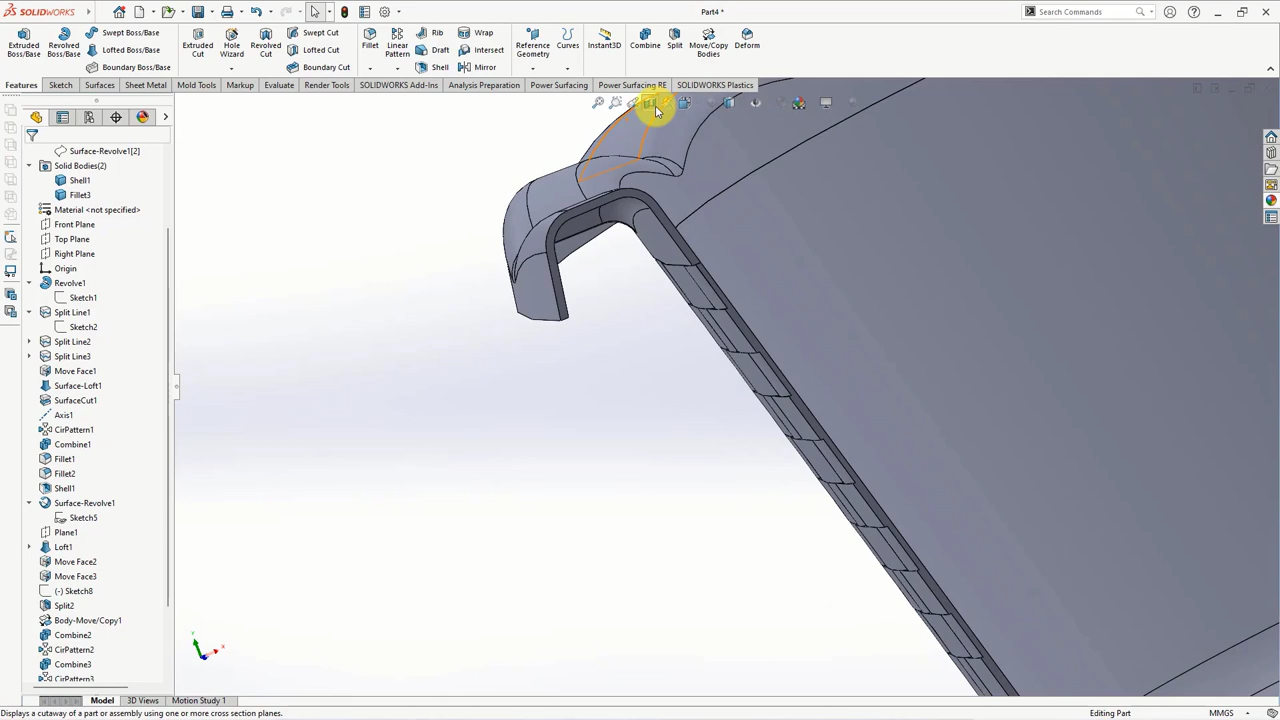 SOLIDWORKS
Part4 *
Search Commands
Extruded Boss/Base
Revolved Boss/Base
Swept Boss/Base
Lofted Boss/Base
Boundary Boss/Base
Extruded Cut
Hole Wizard
Revolved Cut
Swept Cut
Lofted Cut
Boundary Cut
Fillet
Linear Pattern
Rib
Draft
Shell
Wrap
Intersect
Mirror
Reference Geometry
Curves
Instant3D
Combine
Split
Move/Copy Bodies
Deform
Features
Sketch
Surfaces
Sheet Metal
Mold Tools
Markup
Evaluate
Render Tools
SOLIDWORKS Add-Ins
Analysis Preparation
Power Surfacing
Power Surfacing RE
SOLIDWORKS Plastics
Surface-Revolve1[2]
Solid Bodies(2)
Shell1
Fillet3
Material <not specified>
Front Plane
Top Plane
Right Plane
Origin
Revolve1
Sketch1
Split Line1
Sketch2
Split Line2
Split Line3
Move Face1
Surface-Loft1
SurfaceCut1
Axis1
CirPattern1
Combine1
Fillet1
Fillet2
Shell1
Surface-Revolve1
Sketch5
Plane1
Loft1
Move Face2
Move Face3
(-) Sketch8
Split2
Body-Move/Copy1
Combine2
CirPattern2
Combine3
CirPattern3
Y
X
Model
3D Views
Motion Study 1
Displays a cutaway of a part or assembly using one or more cross section planes.
Editing Part
MMGS